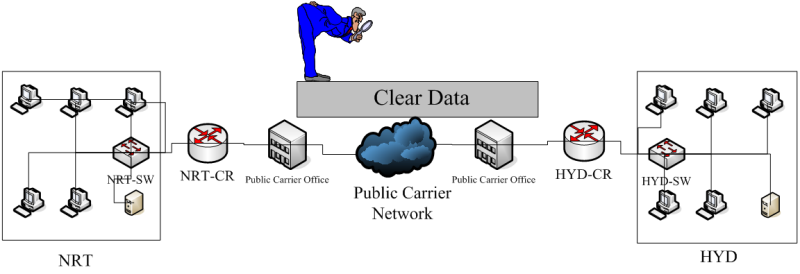 Clear Data
NRT-SW
NRT-CR
Public Carrier Office
Public Carrier
Network
Public Carrier Office
HYD-CR
HYD-SW
NRT
HYD